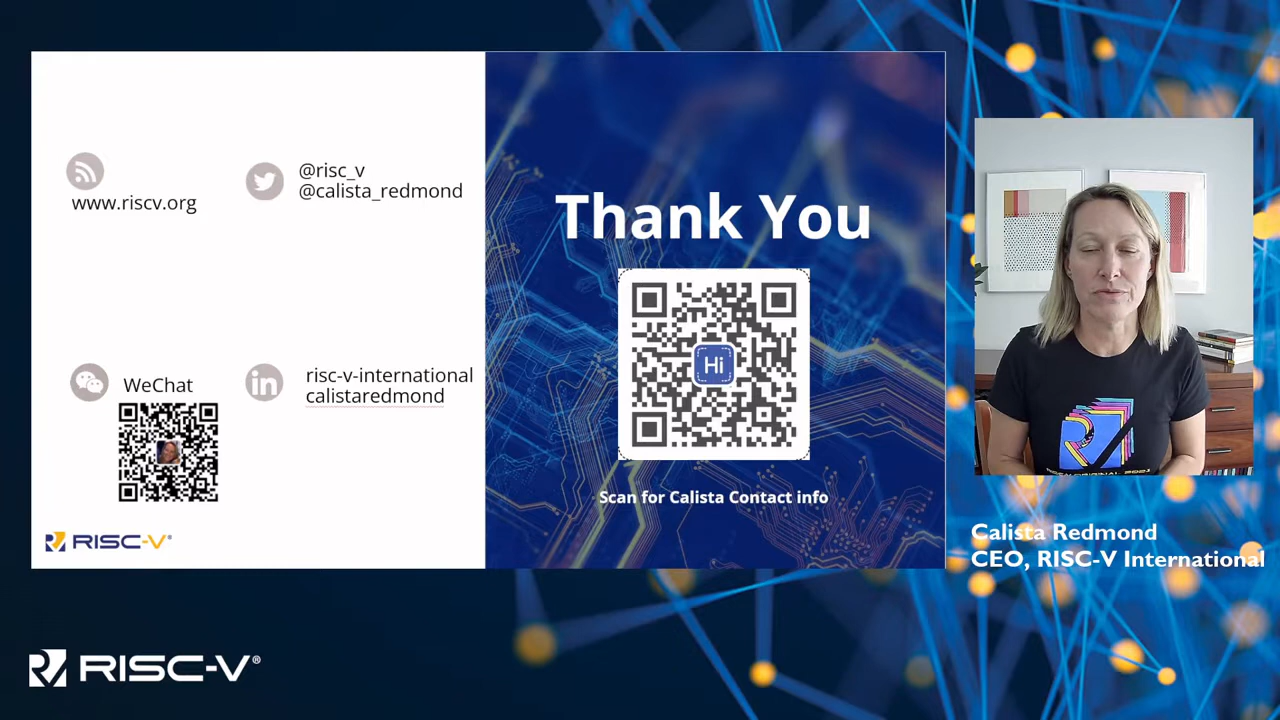 www.riscv.org
@risc_v
@calista_redmond
WeChat
risc-v-international
calistaredmond
RISC-V®
Thank You
Hi
Scan for Calista Contact info
Calista Redmond
CEO, RISC-V International
RISC-V®